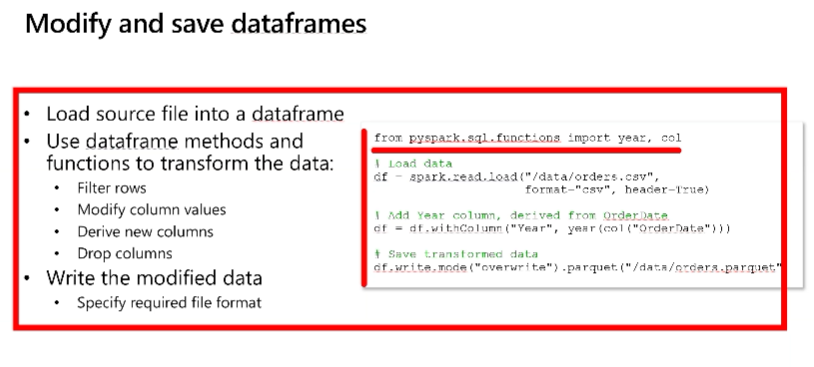 Modify and save dataframes
• Load source file into a dataframe
• Use dataframe methods and
functions to transform the data:
• Filter rows
• Modify column values
• Derive new columns
• Drop columns
• Write the modified data
• Specify required file format
from pyspark.sql.functions import year, col
# Load data
df = spark.read.load("/data/orders.csv",
format="csv", header=True)
# Add Year column, derived from OrderDate
df = df.withColumn("Year", year(col("OrderDate")))
# Save transformed data
df.write.mode("overwrite").parquet("/data/orders.parquet"